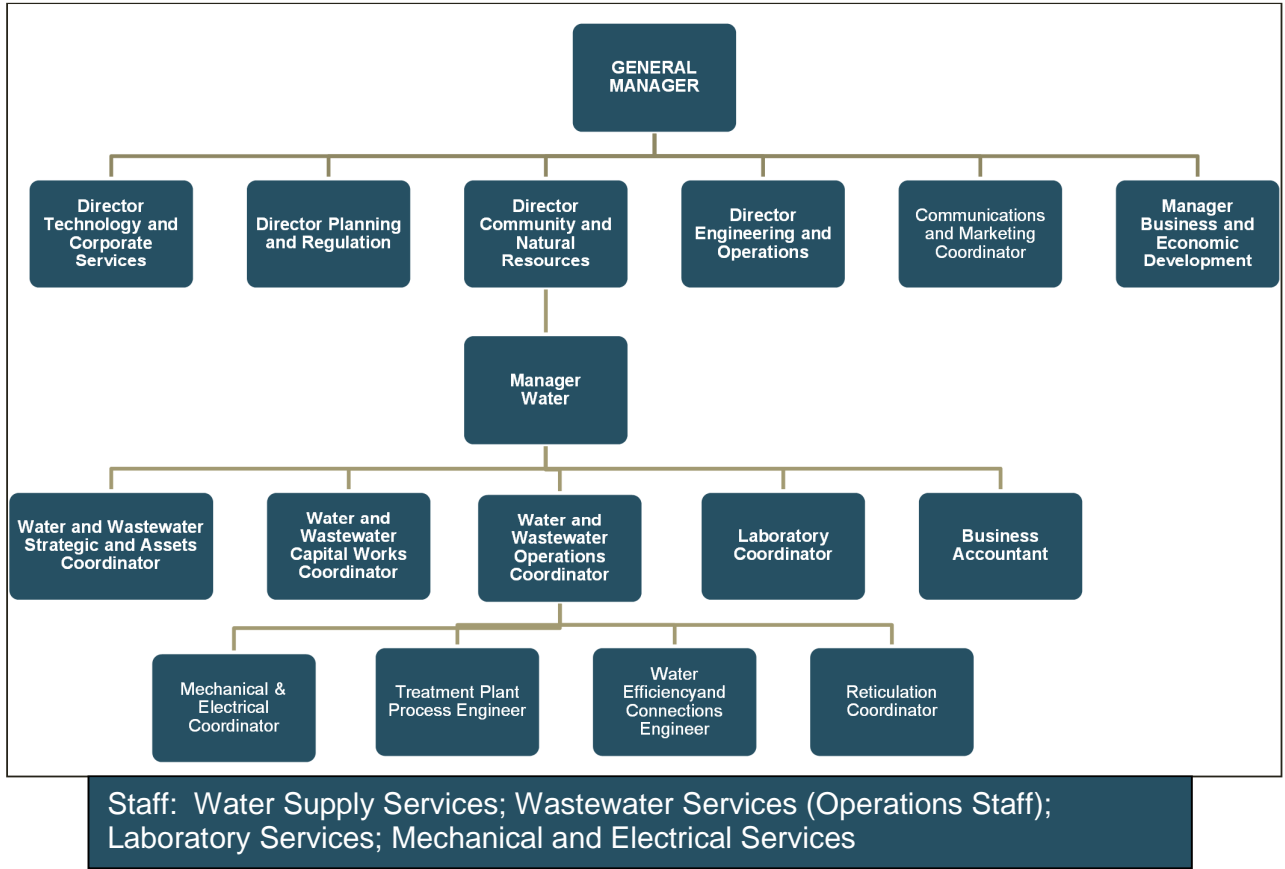 GENERAL
MANAGER
Director
Technology and
Corporate
Services
Director Planning
and Regulation
Director
Community and
Natural
Resources
Director
Engineering and
Operations
Communications
and Marketing
Coordinator
Manager
Business and
Economic
Development
Manager
Water
Water and Wastewater
Strategic and Assets
Coordinator
Water and
Wastewater
Capital Works
Coordinator
Water and
Wastewater
Operations
Coordinator
Laboratory
Coordinator
Business
Accountant
Mechanical &
Electrical
Coordinator
Treatment Plant
Process Engineer
Water
Efficiencyand
Connections
Engineer
Reticulation
Coordinator
Staff: Water Supply Services; Wastewater Services (Operations Staff);
Laboratory Services; Mechanical and Electrical Services